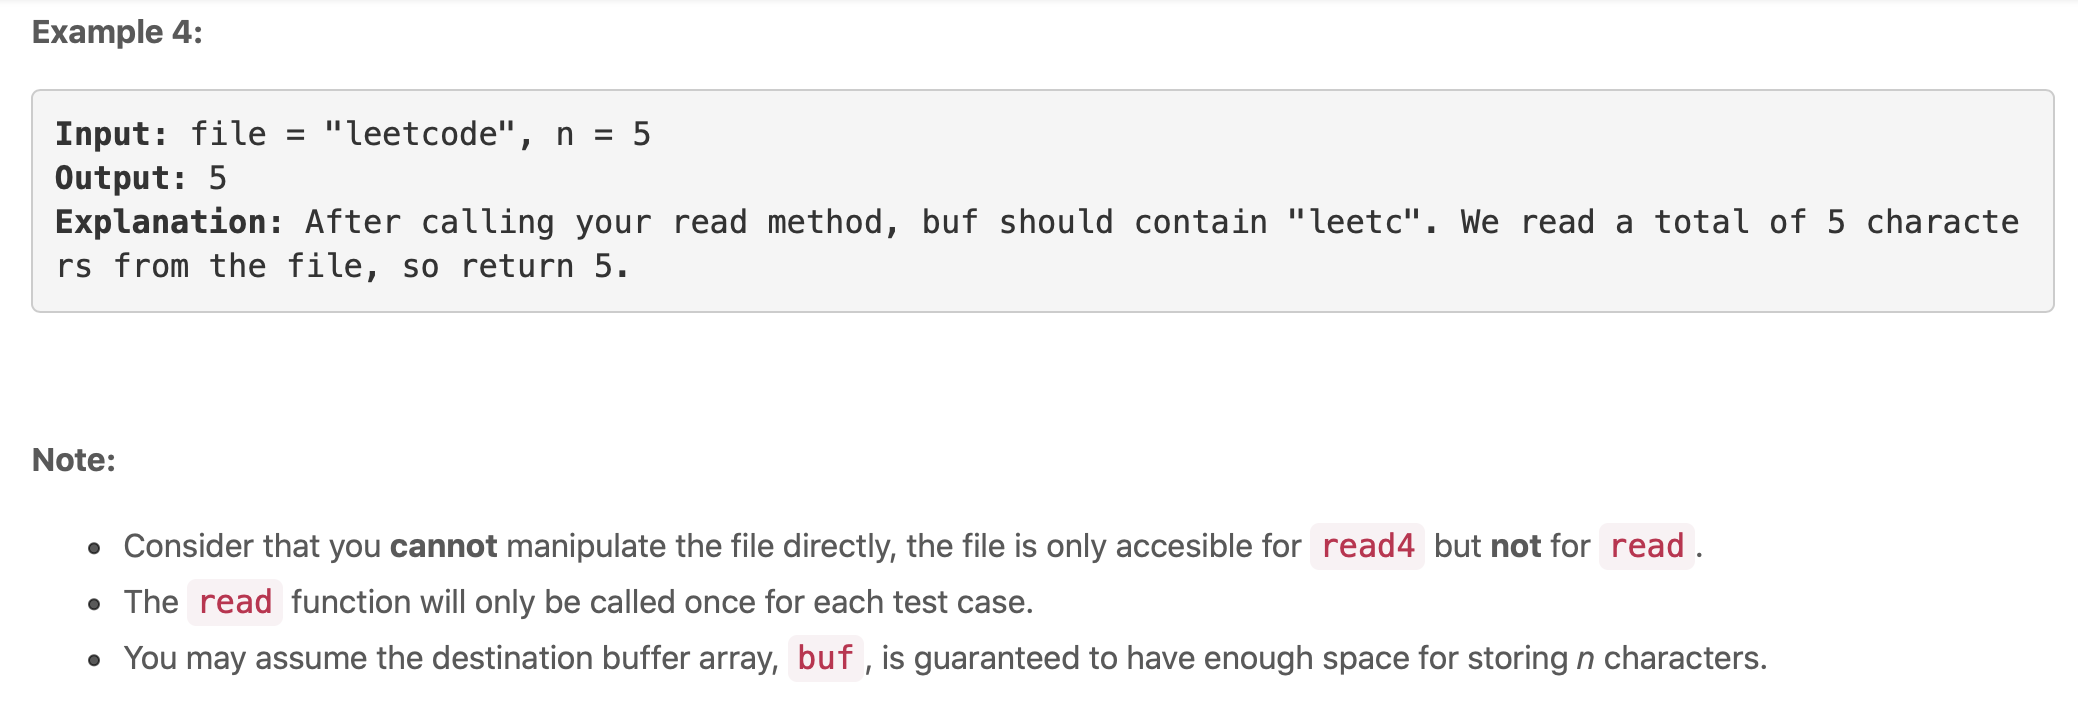 Example 4:
Input: file = "leetcode", n = 5
Output: 5
Explanation: After calling your read method, buf should contain "leetc". We read a total of 5 characte
rs from the file, so return 5.
Note:
• Consider that you cannot manipulate the file directly, the file is only accesible for read4 but not for read.
• The read function will only be called once for each test case.
• You may assume the destination buffer array, buf, is guaranteed to have enough space for storing n characters.